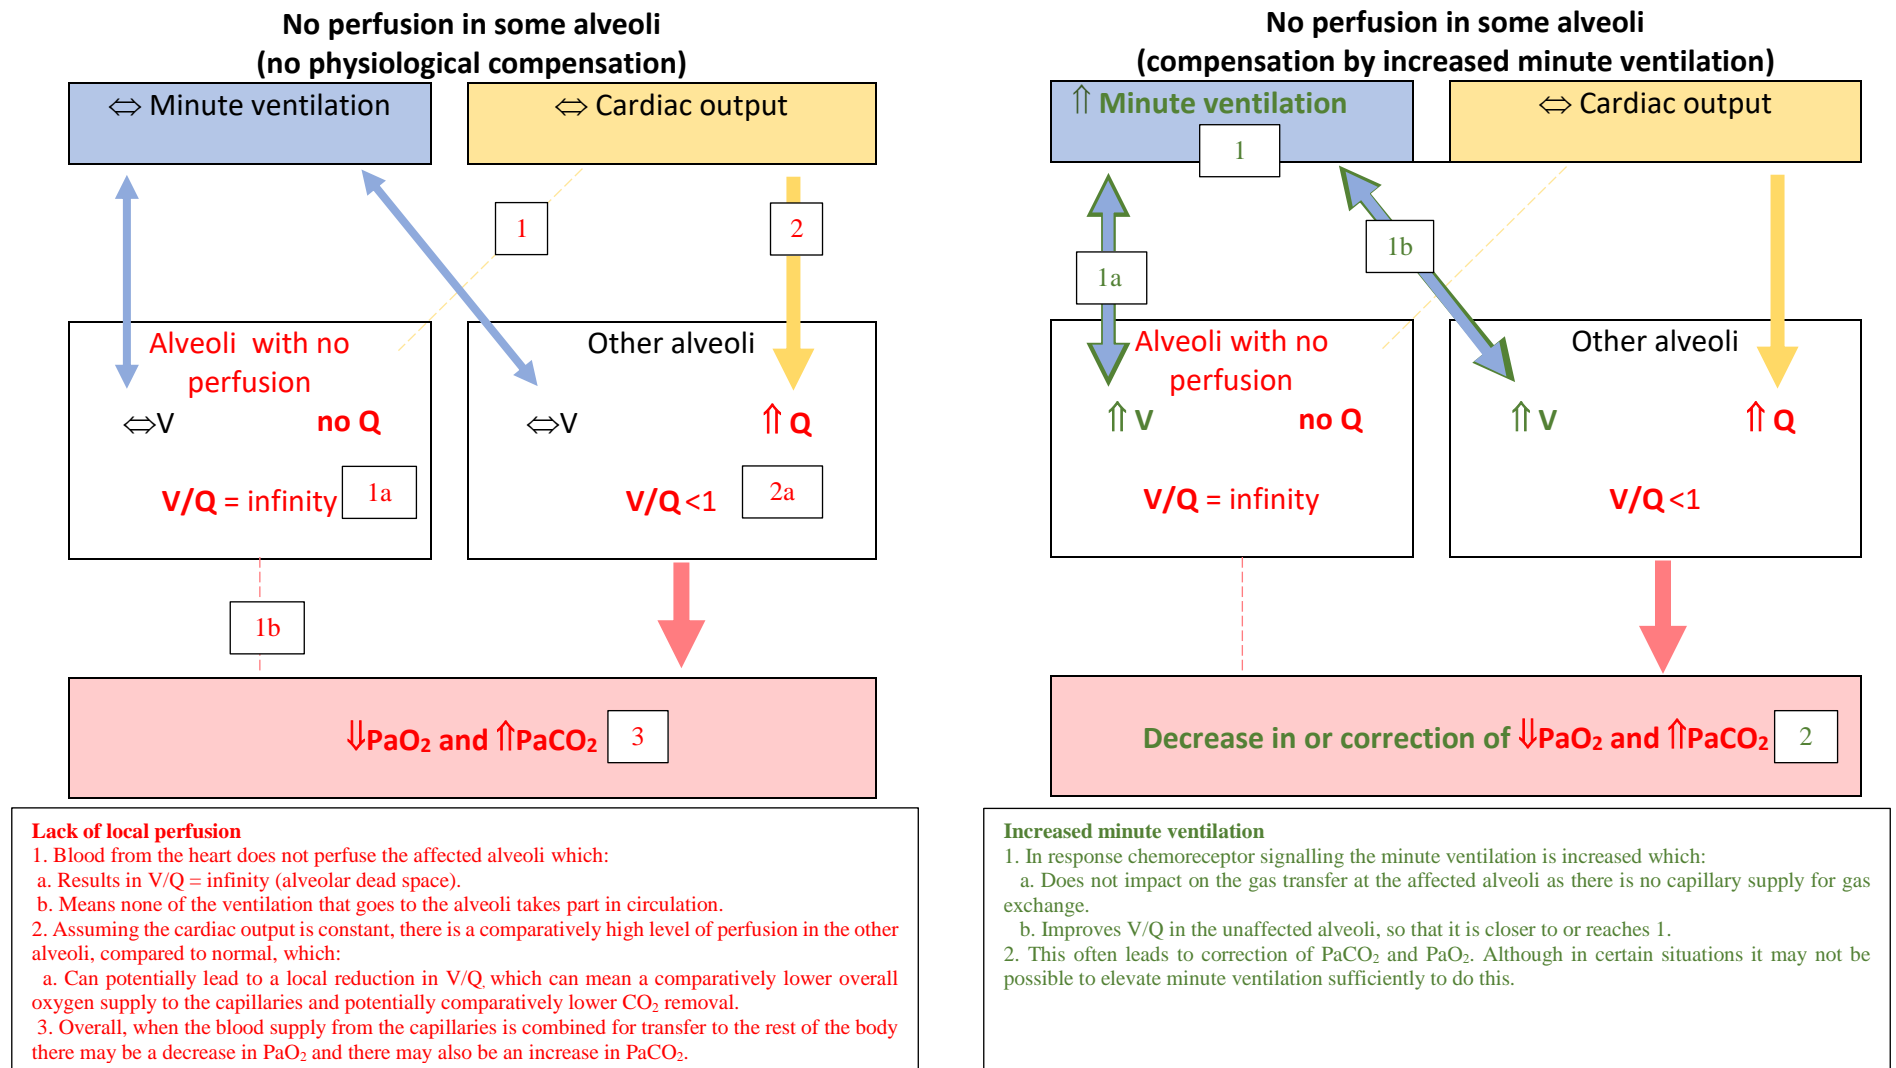 No perfusion in some alveoli
(no physiological compensation)
⇔ Minute ventilation
⇔ Cardiac output
1
2
Alveoli with no
perfusion
⇔V
no Q
V/Q = infinity
1a
Other alveoli
⇔V
⇑ Q
V/Q <1
2a
1b
⇓PaO₂ and ⇑PaCO₂
3
Lack of local perfusion
1. Blood from the heart does not perfuse the affected alveoli which:
a. Results in V/Q = infinity (alveolar dead space).
b. Means none of the ventilation that goes to the alveoli takes part in circulation.
2. Assuming the cardiac output is constant, there is a comparatively high level of perfusion in the other
alveoli, compared to normal, which:
a. Can potentially lead to a local reduction in V/Q, which can mean a comparatively lower overall
oxygen supply to the capillaries and potentially comparatively lower CO₂ removal.
3. Overall, when the blood supply from the capillaries is combined for transfer to the rest of the body
there may be a decrease in PaO₂ and there may also be an increase in PaCO₂.
No perfusion in some alveoli
(compensation by increased minute ventilation)
⇑ Minute ventilation
1
⇔ Cardiac output
1a
1b
Alveoli with no
perfusion
⇑ V
no Q
V/Q = infinity
Other alveoli
⇑ V
⇑ Q
V/Q <1
Decrease in or correction of ⇓PaO₂ and ⇑PaCO₂
2
Increased minute ventilation
1. In response chemoreceptor signalling the minute ventilation is increased which:
a. Does not impact on the gas transfer at the affected alveoli as there is no capillary supply for gas
exchange.
b. Improves V/Q in the unaffected alveoli, so that it is closer to or reaches 1.
2. This often leads to correction of PaCO₂ and PaO₂. Although in certain situations it may not be
possible to elevate minute ventilation sufficiently to do this.